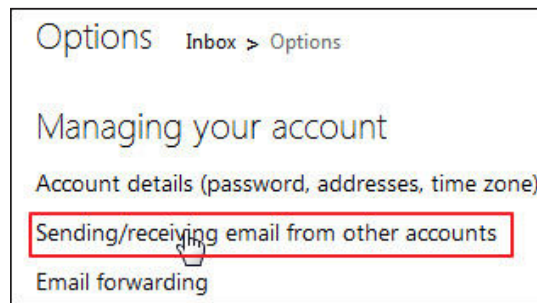 Options Inbox > Options
Managing your account
Account details (password, addresses, time zone)
Sending/receiving email from other accounts
Email forwarding